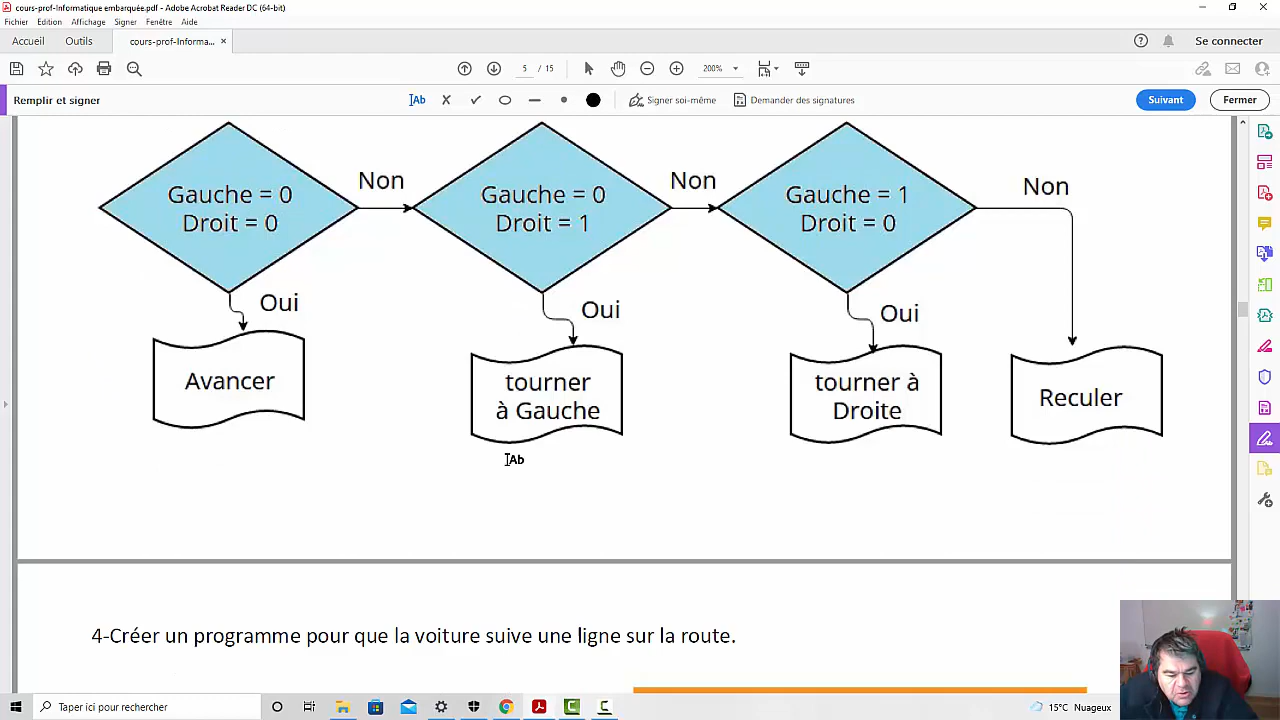 cours-prof-Informatique embarquée.pdf - Adobe Acrobat Reader DC (64-bit)
Fichier Edition Affichage Signer Fenêtre Aide
Accueil Outils cours-prof-Informa... ×
Se connecter
5 / 15
200%
Remplir et signer
Ab
Signer soi-même
Demander des signatures
Suivant
Fermer
Gauche = 0
Droit = 0
Non
Gauche = 0
Droit = 1
Non
Gauche = 1
Droit = 0
Non
Oui
Oui
Oui
Avancer
tourner
à Gauche
tourner à
Droite
Reculer
Ab
4-Créer un programme pour que la voiture suive une ligne sur la route.
Taper ici pour rechercher
15°C Nuageux